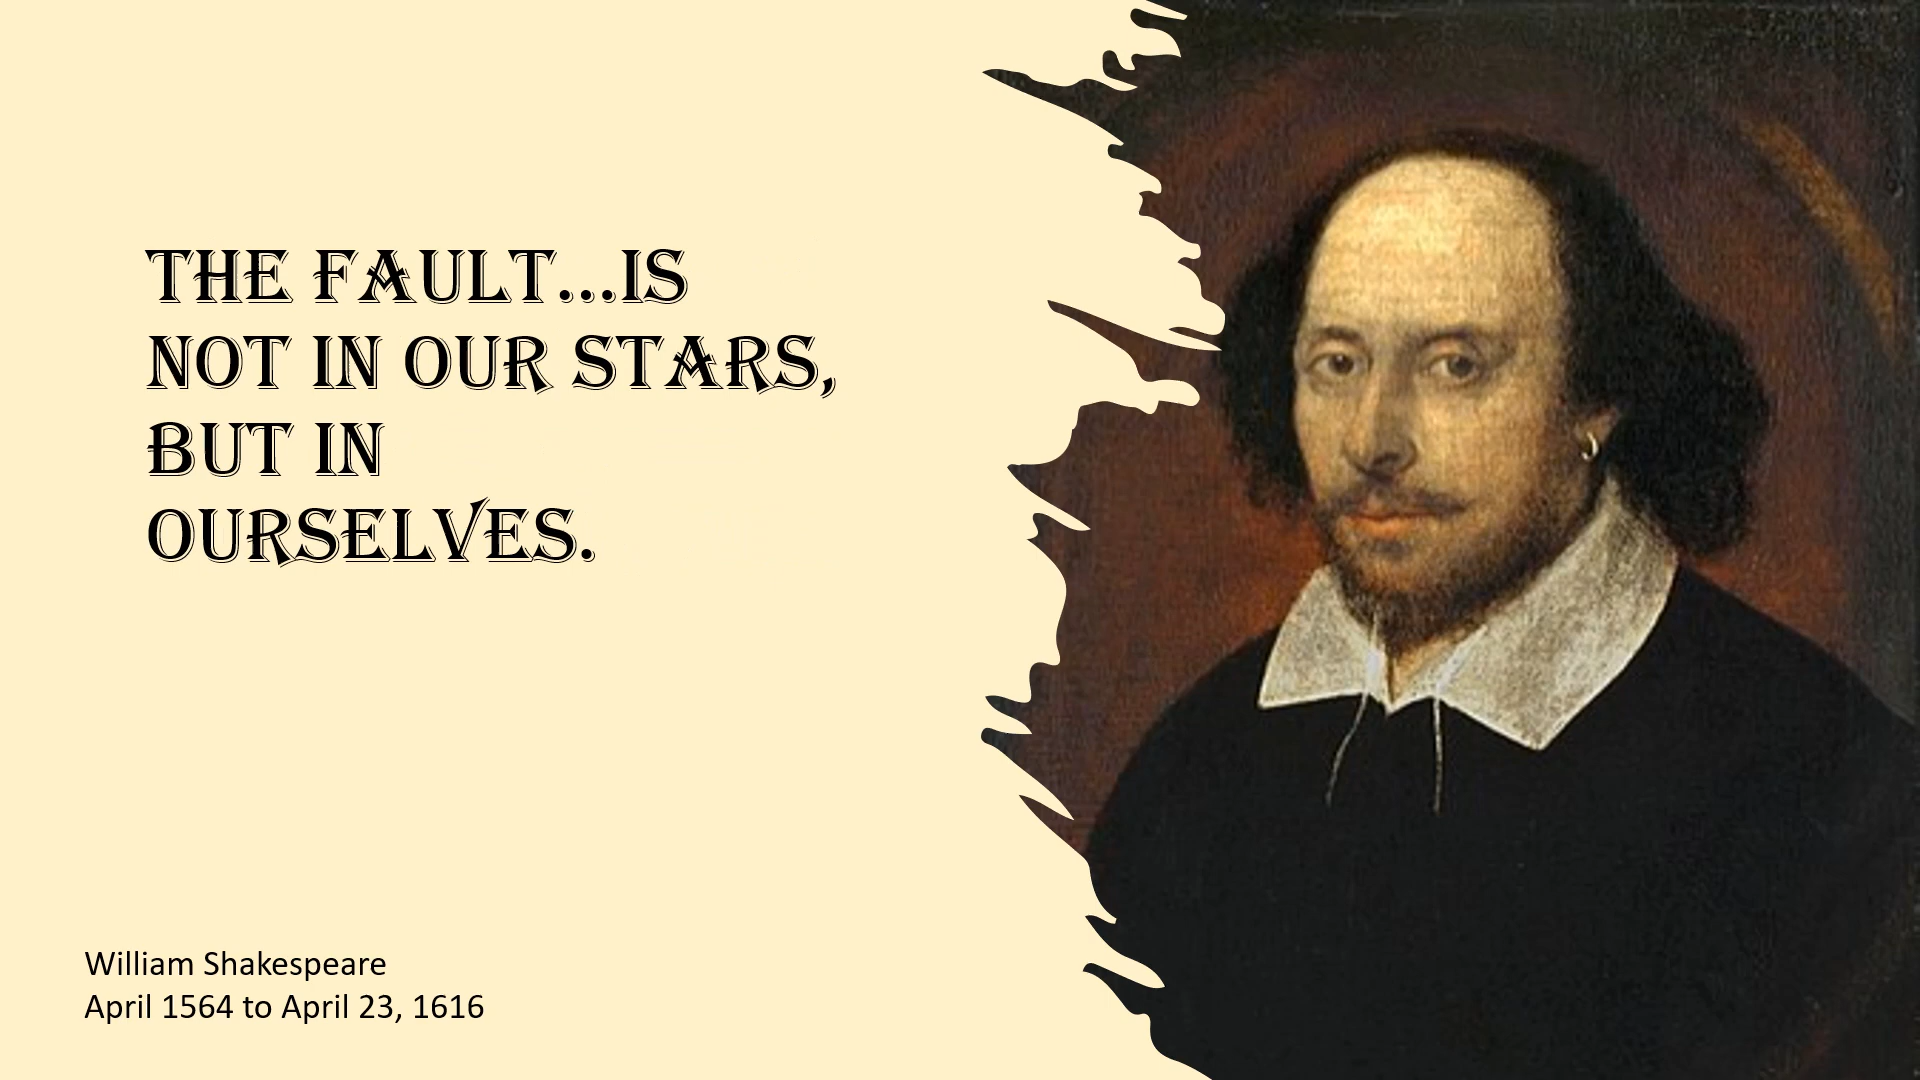 THE FAULT...IS
NOT IN OUR STARS,
BUT IN
OURSELVES.
William Shakespeare
April 1564 to April 23, 1616